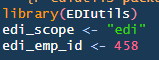 library(EDIutils)
edi_scope <- "edi"
edi_emp_id <- 458